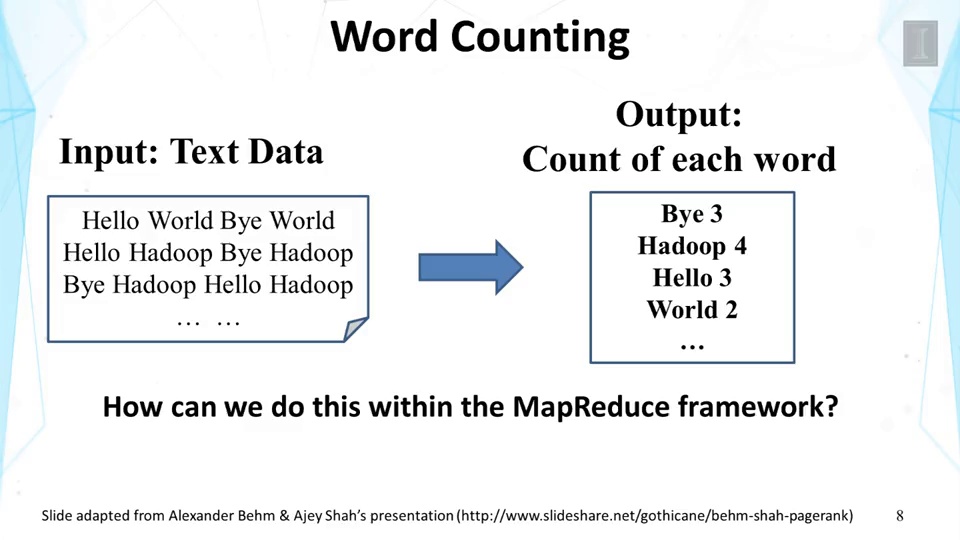 Word Counting
I
Input: Text Data
Hello World Bye World
Hello Hadoop Bye Hadoop
Bye Hadoop Hello Hadoop
… …
Output:
Count of each word
Bye 3
Hadoop 4
Hello 3
World 2
…
How can we do this within the MapReduce framework?
Slide adapted from Alexander Behm & Ajey Shah’s presentation (http://www.slideshare.net/gothicane/behm-shah-pagerank)
8